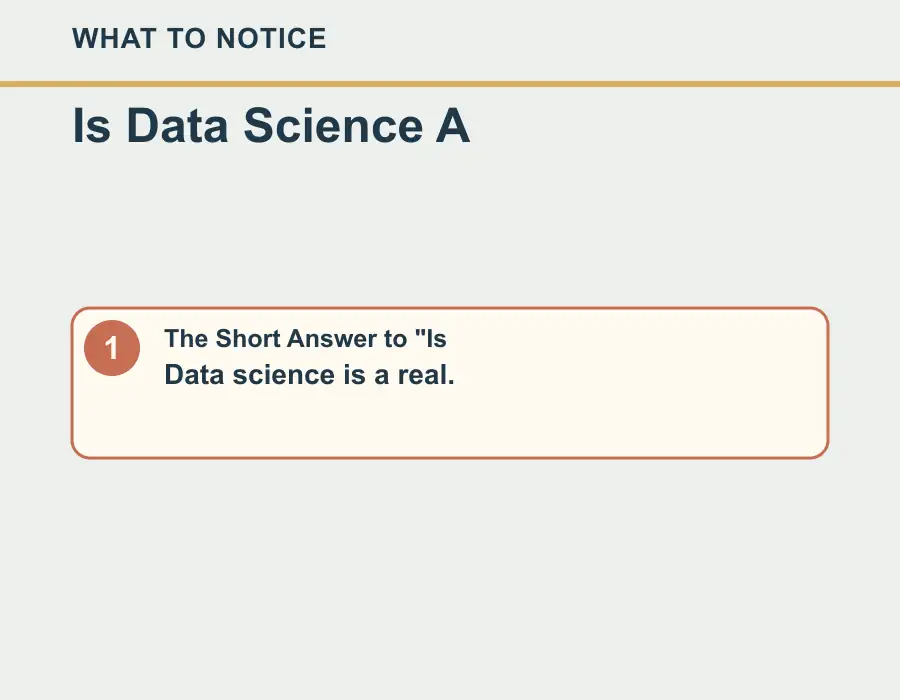 WHAT TO NOTICE
Is Data Science A
1
The Short Answer to "Is
Data science is a real.